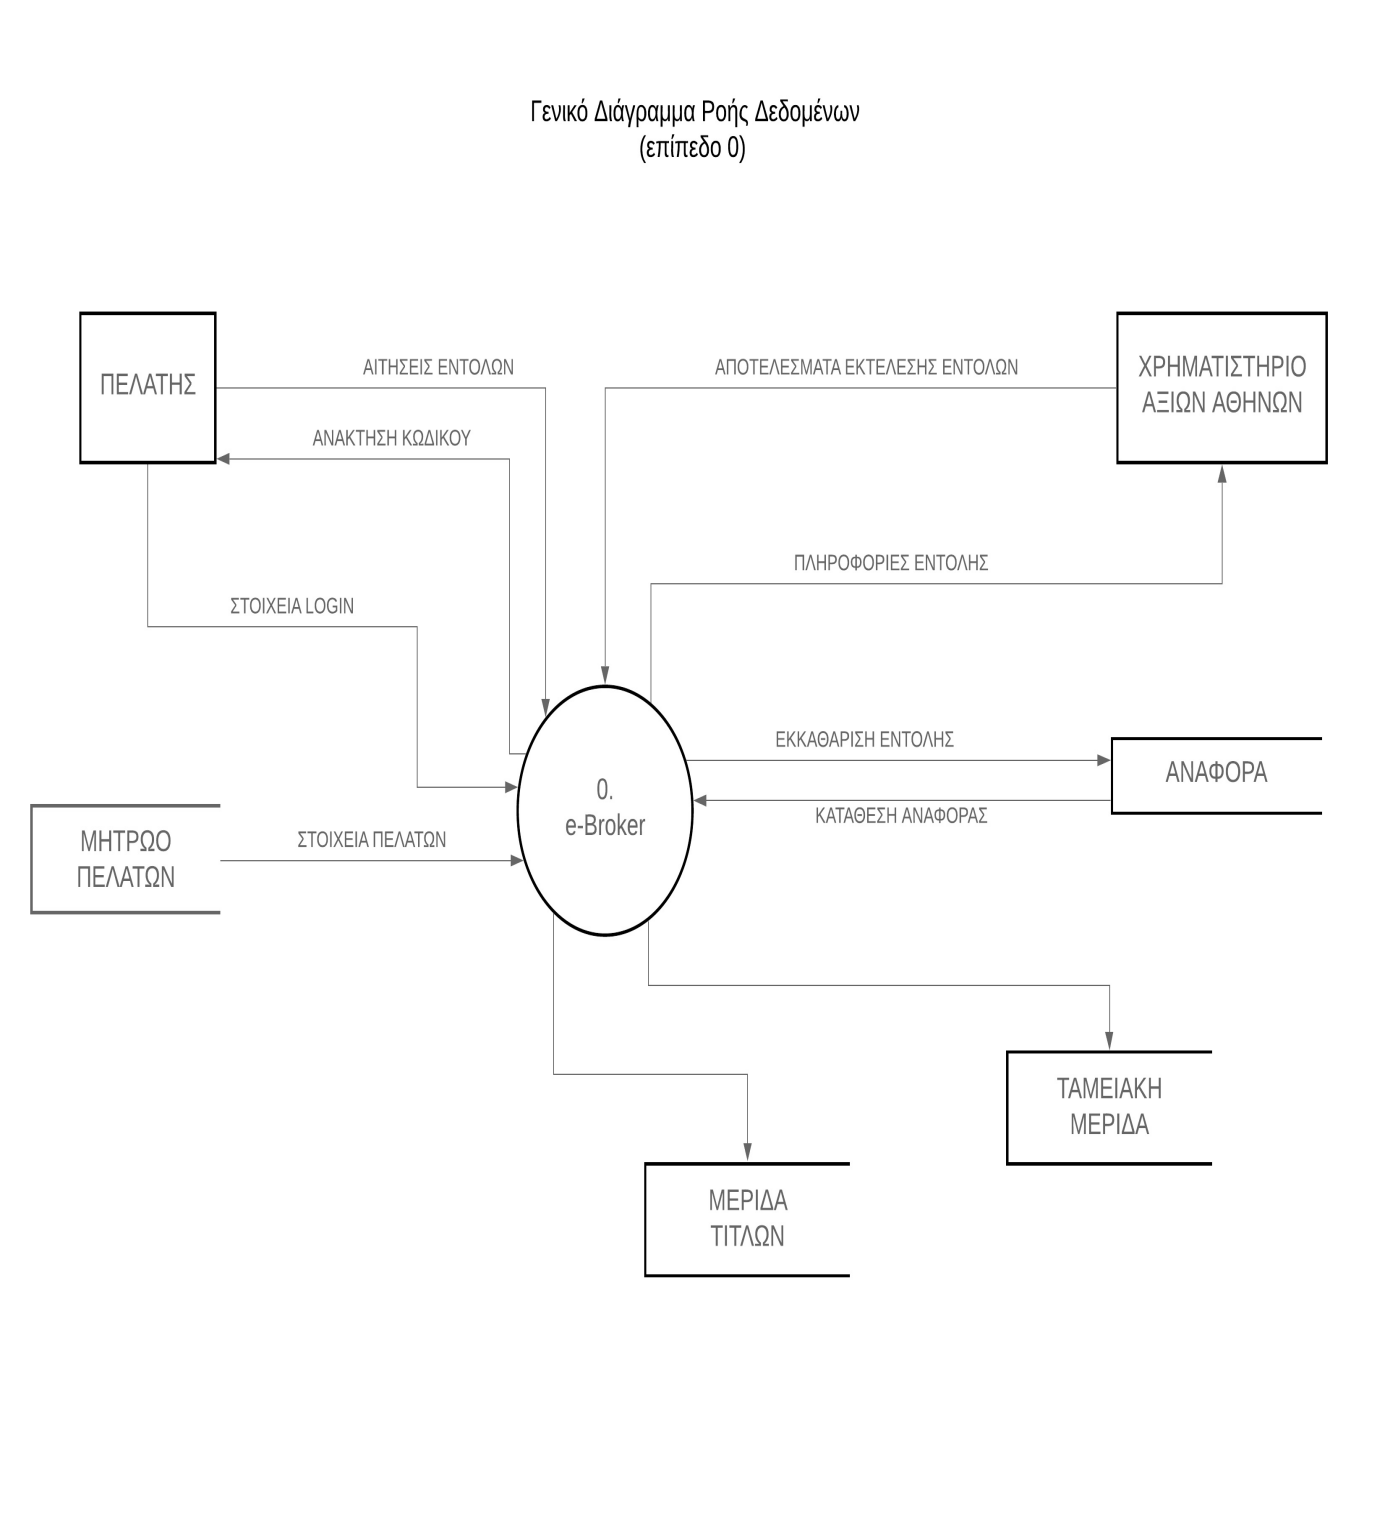 Γενικό Διάγραμμα Ροής Δεδομένων
(επίπεδο 0)
ΠΕΛΑΤΗΣ
ΑΙΤΗΣΕΙΣ ΕΝΤΟΛΩΝ
ΑΠΟΤΕΛΕΣΜΑΤΑ ΕΚΤΕΛΕΣΗΣ ΕΝΤΟΛΩΝ
ΧΡΗΜΑΤΙΣΤΗΡΙΟ
ΑΞΙΩΝ ΑΘΗΝΩΝ
ΑΝΑΚΤΗΣΗ ΚΩΔΙΚΟΥ
ΠΛΗΡΟΦΟΡΙΕΣ ΕΝΤΟΛΗΣ
ΣΤΟΙΧΕΙΑ LOGIN
ΕΚΚΑΘΑΡΙΣΗ ΕΝΤΟΛΗΣ
ΑΝΑΦΟΡΑ
0.
e-Broker
ΚΑΤΑΘΕΣΗ ΑΝΑΦΟΡΑΣ
ΜΗΤΡΩΟ
ΠΕΛΑΤΩΝ
ΣΤΟΙΧΕΙΑ ΠΕΛΑΤΩΝ
ΤΑΜΕΙΑΚΗ
ΜΕΡΙΔΑ
ΜΕΡΙΔΑ
ΤΙΤΛΩΝ